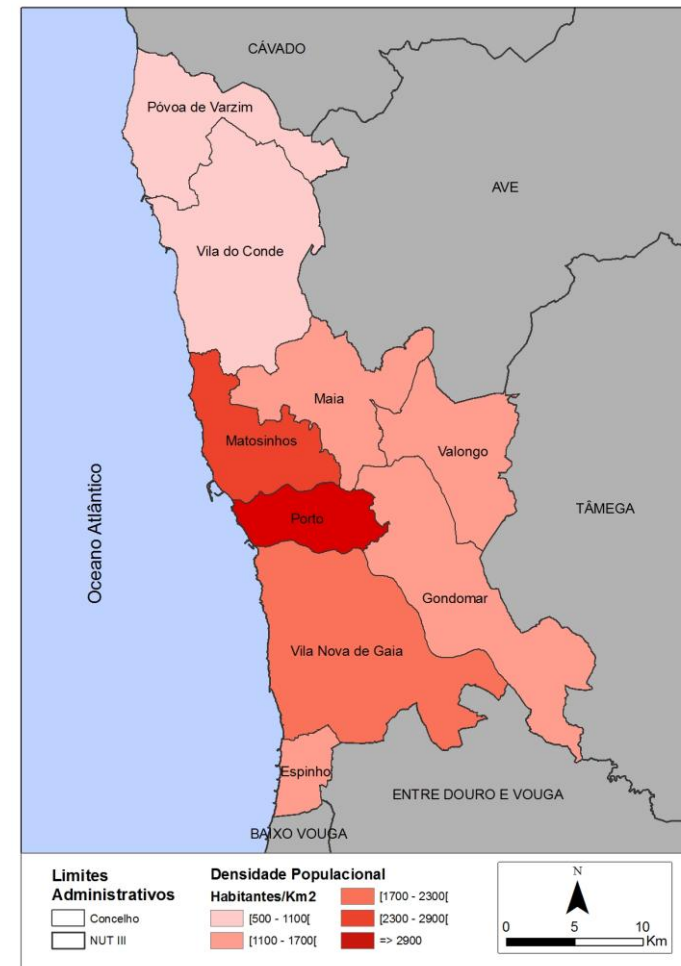 CÁVADO
Póvoa de Varzim
AVE
Vila do Conde
Maia
Matosinhos
Valongo
Oceano Atlântico
Porto
TÂMEGA
Gondomar
Vila Nova de Gaia
Espinho
ENTRE DOURO E VOUGA
BAIXO VOUGA
Limites
Administrativos
Concelho
NUT III
Densidade Populacional
Habitantes/Km2
[500 - 1100[
[1100 - 1700[
[1700 - 2300[
[2300 - 2900[
=> 2900
N
0 5 10
Km